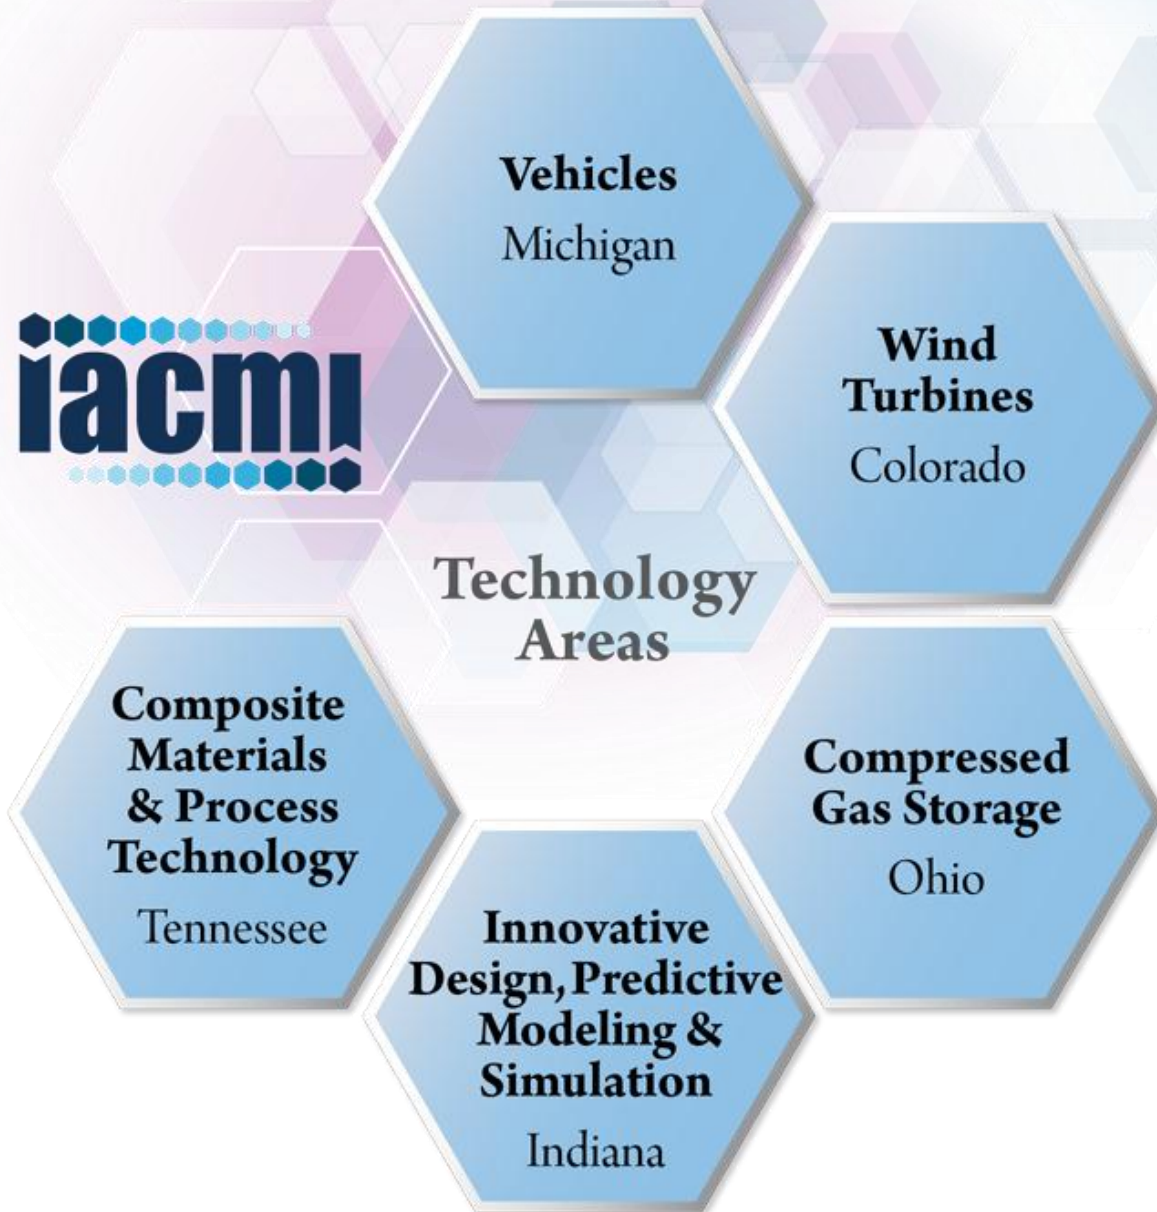 Vehicles
Michigan
Wind
Turbines
Colorado
iacmi
Technology
Areas
Composite
Materials
& Process
Technology
Tennessee
Compressed
Gas Storage
Ohio
Innovative
Design, Predictive
Modeling &
Simulation
Indiana